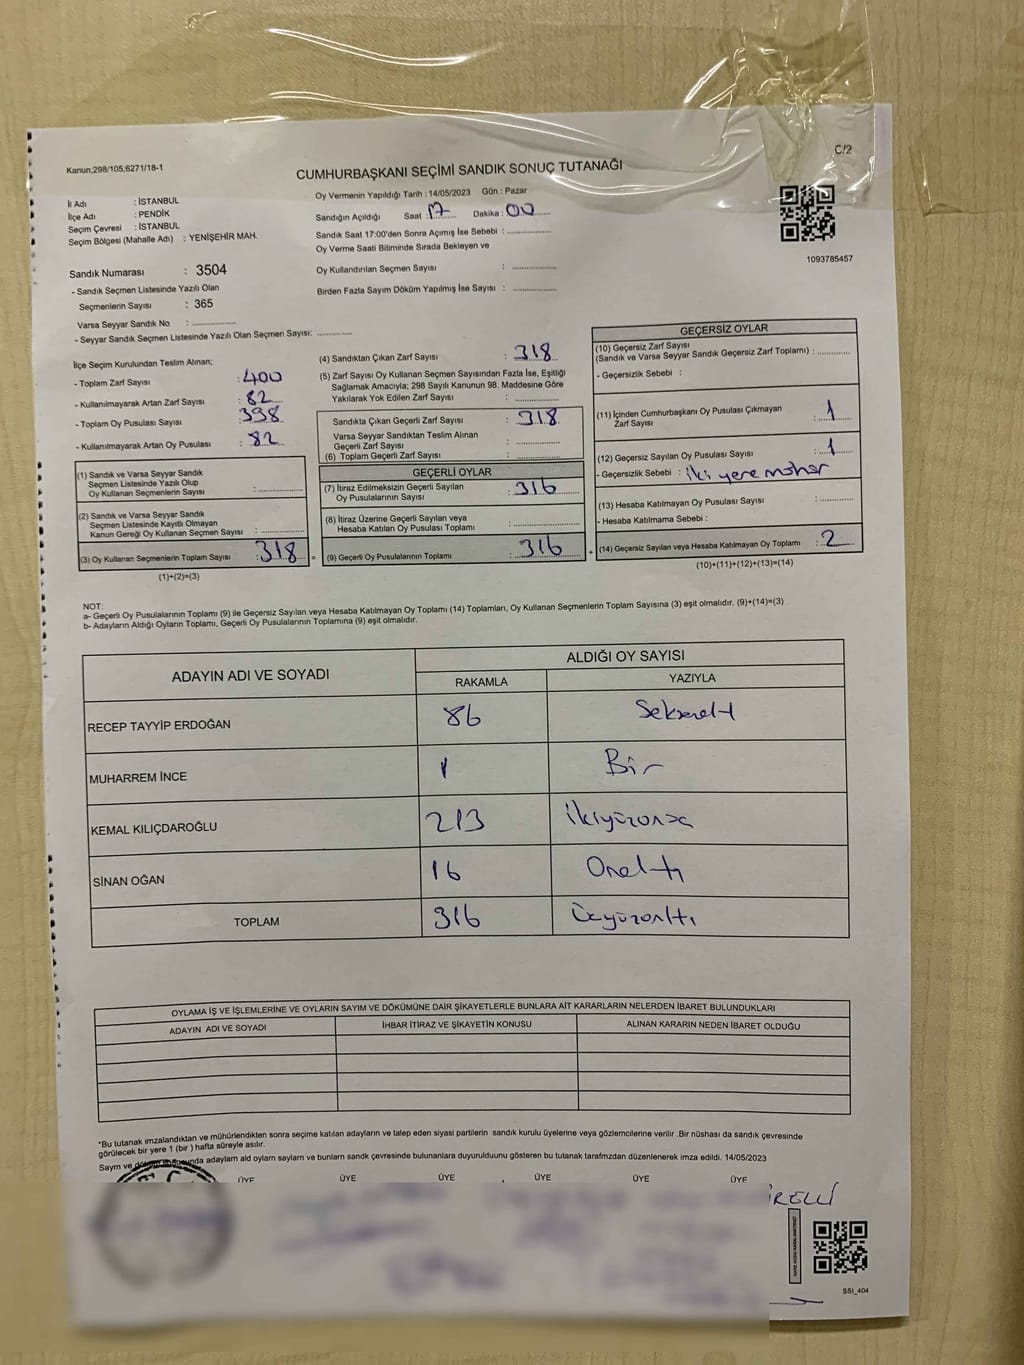 Kanun;298/105;6271/18-1
C/2
CUMHURBAŞKANI SEÇİMİ SANDIK SONUÇ TUTANAĞI
İl Adı : İSTANBUL
İlçe Adı : PENDİK
Seçim Çevresi : İSTANBUL
Seçim Bölgesi (Mahalle Adı) : YENİŞEHİR MAH.
Sandık Numarası : 3504
- Sandık Seçmen Listesinde Yazılı Olan
Seçmenlerin Sayısı : 365
Varsa Seyyar Sandık No : ...............
- Seyyar Sandık Seçmen Listesinde Yazılı Olan Seçmen Sayısı: ............
Oy Vermenin Yapıldığı Tarih : 14/05/2023 Gün : Pazar
Sandığın Açıldığı Saat : 17 Dakika : 00
Sandık Saat 17:00'den Sonra Açımış İse Sebebi : ...............
Oy Verme Saati Bitiminde Sırada Bekleyen ve
Oy Kullandırılan Seçmen Sayısı : ...............
Birden Fazla Sayım Döküm Yapılmış İse Sayısı : ...............
1093785457
İlçe Seçim Kurulundan Teslim Alınan;
- Toplam Zarf Sayısı : 400
- Kullanılmayarak Artan Zarf Sayısı : 82
- Toplam Oy Pusulası Sayısı : 398
- Kullanılmayarak Artan Oy Pusulası : 82
(1) Sandık ve Varsa Seyyar Sandık
Seçmen Listesinde Yazılı Olup
Oy Kullanan Seçmenlerin Sayısı : ...............
(2) Sandık ve Varsa Seyyar Sandık
Seçmen Listesinde Kayıtlı Olmayan
Kanun Gereği Oy Kullanan Seçmen Sayısı : ...............
(3) Oy Kullanan Seçmenlerin Toplam Sayısı : 318
(1)+(2)=(3)
(4) Sandıktan Çıkan Zarf Sayısı : 318
(5) Zarf Sayısı Oy Kullanan Seçmen Sayısından Fazla İse, Eşitliği
Sağlamak Amacıyla; 298 Sayılı Kanunun 98. Maddesine Göre
Yakılarak Yok Edilen Zarf Sayısı : ...............
Sandıkta Çıkan Geçerli Zarf Sayısı : 318
Varsa Seyyar Sandıktan Teslim Alınan
Geçerli Zarf Sayısı : ...............
(6) Toplam Geçerli Zarf Sayısı : ...............
GEÇERLİ OYLAR
(7) İtiraz Edilmeksizin Geçerli Sayılan
Oy Pusulalarının Sayısı : 316
(8) İtiraz Üzerine Geçerli Sayılan veya
Hesaba Katılan Oy Pusulası Toplamı : ...............
= (9) Geçerli Oy Pusulalarının Toplamı : 316
GEÇERSİZ OYLAR
(10) Geçersiz Zarf Sayısı
(Sandık ve Varsa Seyyar Sandık Geçersiz Zarf Toplamı) : ............
- Geçersizlik Sebebi :
(11) İçinden Cumhurbaşkanı Oy Pusulası Çıkmayan
Zarf Sayısı : 1
(12) Geçersiz Sayılan Oy Pusulası Sayısı : 1
- Geçersizlik Sebebi : iki yere mühür
(13) Hesaba Katılmayan Oy Pusulası Sayısı : ............
- Hesaba Katılmama Sebebi :
+ (14) Geçersiz Sayılan veya Hesaba Katılmayan Oy Toplamı : 2
(10)+(11)+(12)+(13)=(14)
NOT:
a- Geçerli Oy Pusulalarının Toplamı (9) ile Geçersiz Sayılan veya Hesaba Katılmayan Oy Toplamı (14) Toplamları, Oy Kullanan Seçmenlerin Toplam Sayısına (3) eşit olmalıdır. (9)+(14)=(3)
b- Adayların Aldığı Oyların Toplamı, Geçerli Oy Pusulalarının Toplamına (9) eşit olmalıdır.
ADAYIN ADI VE SOYADI ALDIĞI OY SAYISI
RAKAMLA YAZIYLA
RECEP TAYYİP ERDOĞAN 86 Seksenaltı
MUHARREM İNCE 1 Bir
KEMAL KILIÇDAROĞLU 213 İkiyüzonüç
SİNAN OĞAN 16 Onaltı
TOPLAM 316 Üçyüzonaltı
OYLAMA İŞ VE İŞLEMLERİNE VE OYLARIN SAYIM VE DÖKÜMÜNE DAİR ŞİKAYETLERLE BUNLARA AİT KARARLARIN NELERDEN İBARET BULUNDUKLARI
ADAYIN ADI VE SOYADI İHBAR İTİRAZ VE ŞİKAYETİN KONUSU ALINAN KARARIN NEDEN İBARET OLDUĞU
*Bu tutanak imzalandıktan ve mühürlendikten sonra seçime katılan adayların ve talep eden siyasi partilerin sandık kurulu üyelerine veya gözlemcilerine verilir .Bir nüshası da sandık çevresinde
görülecek bir yere 1 (bir ) hafta süreyle asılır.
Sayım ve döküm adayların ald oyların sayları ve bunların sandık çevresinde bulunanlara duyurulduunu gösteren bu tutanak tarafmzdan düzenlenerek imza edildi. 14/05/2023
ÜYE ÜYE ÜYE ÜYE ÜYE ÜYE
SSI_404